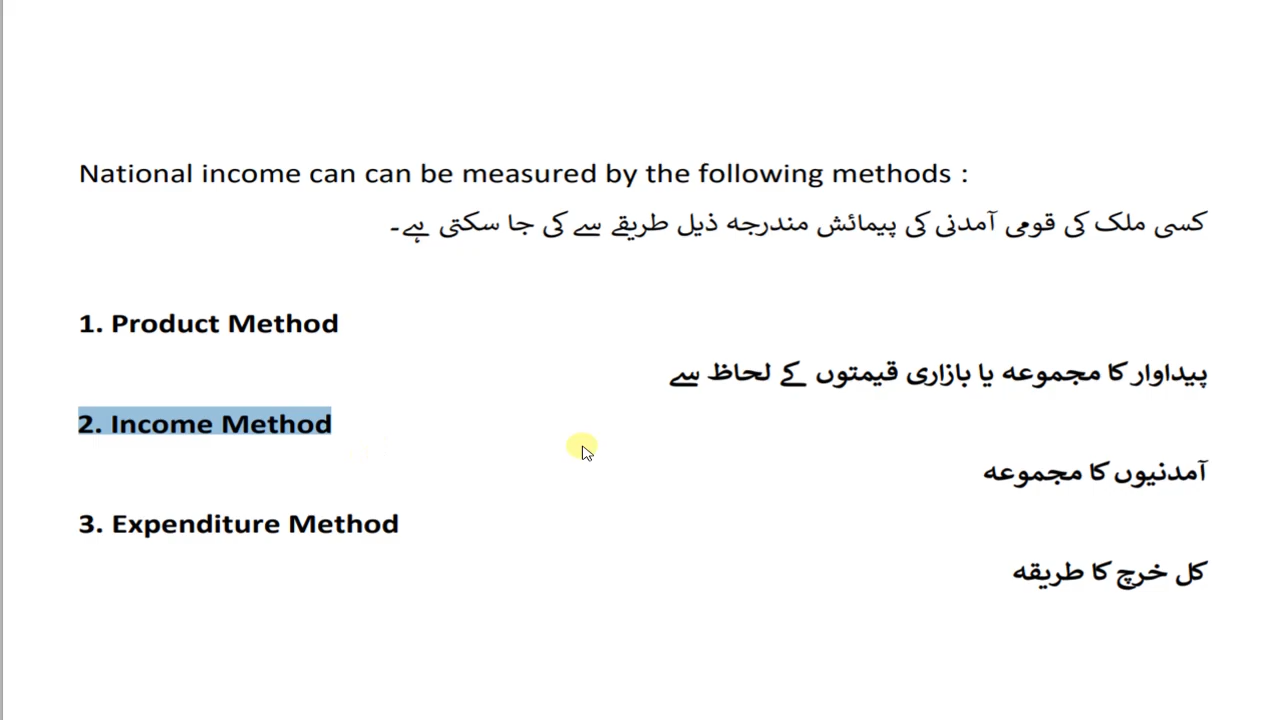 National income can can be measured by the following methods :
کسی ملک کی قومی آمدنی کی پیمائش مندرجہ ذیل طریقے سے کی جا سکتی ہے۔
1. Product Method
پیداوار کا مجموعہ یا بازاری قیمتوں کے لحاظ سے
2. Income Method
آمدنیوں کا مجموعہ
3. Expenditure Method
کل خرچ کا طریقہ